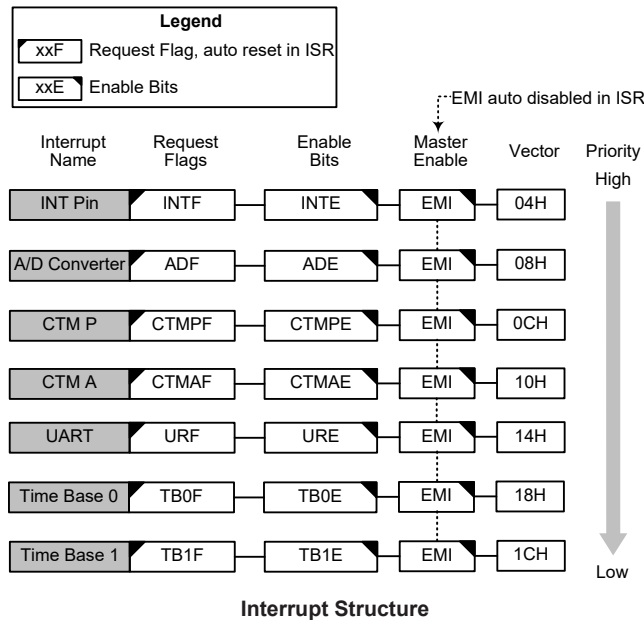 Legend
xxF Request Flag, auto reset in ISR
xxE Enable Bits
EMI auto disabled in ISR
Interrupt Name Request Flags Enable Bits Master Enable Vector Priority
High
INT Pin INTF INTE EMI 04H
A/D Converter ADF ADE EMI 08H
CTM P CTMPF CTMPE EMI 0CH
CTM A CTMAF CTMAE EMI 10H
UART URF URE EMI 14H
Time Base 0 TB0F TB0E EMI 18H
Time Base 1 TB1F TB1E EMI 1CH
Low
Interrupt Structure